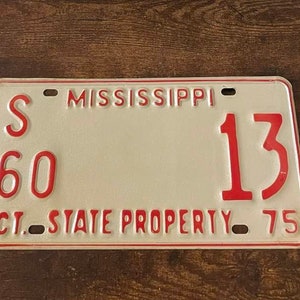 S MISSISSIPPI
60 13
CT. STATE PROPERTY 75